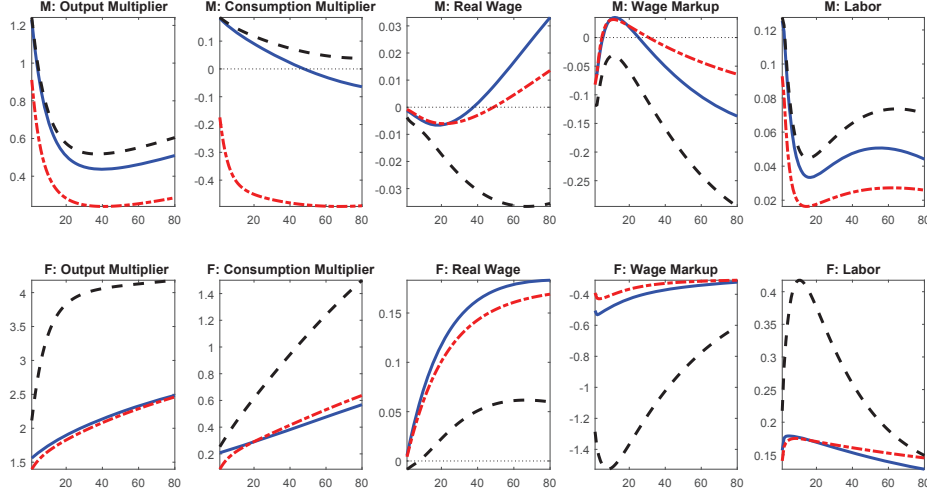 M: Output Multiplier
1.2
1
0.8
0.6
0.4
20 40 60 80
M: Consumption Multiplier
0.1
0
-0.1
-0.2
-0.3
-0.4
20 40 60 80
M: Real Wage
0.03
0.02
0.01
0
-0.01
-0.02
-0.03
20 40 60 80
M: Wage Markup
0
-0.05
-0.1
-0.15
-0.2
-0.25
20 40 60 80
M: Labor
0.12
0.1
0.08
0.06
0.04
0.02
20 40 60 80
F: Output Multiplier
4
3.5
3
2.5
2
1.5
20 40 60 80
F: Consumption Multiplier
1.4
1.2
1
0.8
0.6
0.4
0.2
20 40 60 80
F: Real Wage
0.15
0.1
0.05
0
20 40 60 80
F: Wage Markup
-0.4
-0.6
-0.8
-1
-1.2
-1.4
20 40 60 80
F: Labor
0.4
0.35
0.3
0.25
0.2
0.15
20 40 60 80